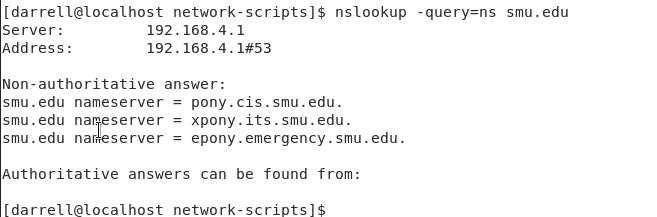 [darrell@localhost network-scripts]$ nslookup -query=ns smu.edu
Server:         192.168.4.1
Address:        192.168.4.1#53
Non-authoritative answer:
smu.edu nameserver = pony.cis.smu.edu.
smu.edu nameserver = xpony.its.smu.edu.
smu.edu nameserver = epony.emergency.smu.edu.
Authoritative answers can be found from:
[darrell@localhost network-scripts]$